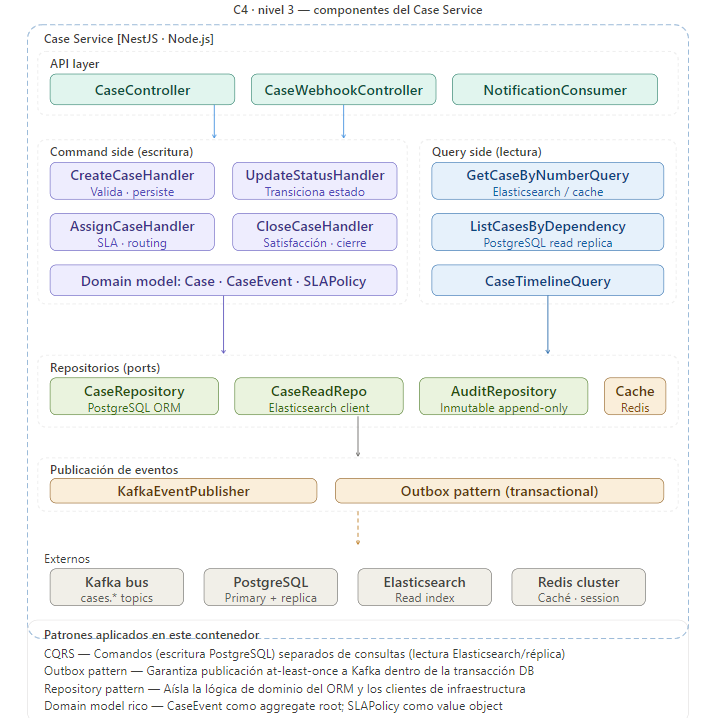 C4 · nivel 3 — componentes del Case Service
Case Service [NestJS · Node.js]
API layer
CaseController
CaseWebhookController
NotificationConsumer
Command side (escritura)
Query side (lectura)
CreateCaseHandler
Valida · persiste
UpdateStatusHandler
Transiciona estado
GetCaseByNumberQuery
Elasticsearch / cache
AssignCaseHandler
SLA · routing
CloseCaseHandler
Satisfacción · cierre
ListCasesByDependency
PostgreSQL read replica
Domain model: Case · CaseEvent · SLAPolicy
CaseTimelineQuery
Repositorios (ports)
CaseRepository
PostgreSQL ORM
CaseReadRepo
Elasticsearch client
AuditRepository
Inmutable append-only
Cache
Redis
Publicación de eventos
KafkaEventPublisher
Outbox pattern (transactional)
Externos
Kafka bus
cases.* topics
PostgreSQL
Primary + replica
Elasticsearch
Read index
Redis cluster
Caché · session
Patrones aplicados en este contenedor
CQRS — Comandos (escritura PostgreSQL) separados de consultas (lectura Elasticsearch/réplica)
Outbox pattern — Garantiza publicación at-least-once a Kafka dentro de la transacción DB
Repository pattern — Aísla la lógica de dominio del ORM y los clientes de infraestructura
Domain model rico — CaseEvent como aggregate root; SLAPolicy como value object